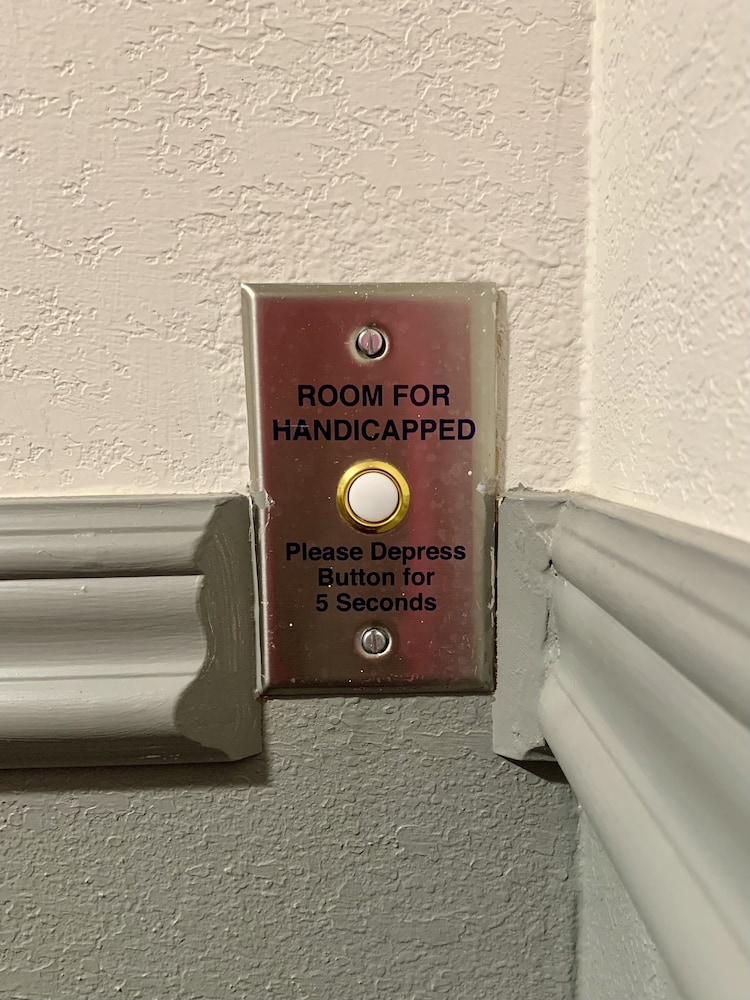 ROOM FOR
HANDICAPPED
Please Depress
Button for
5 Seconds